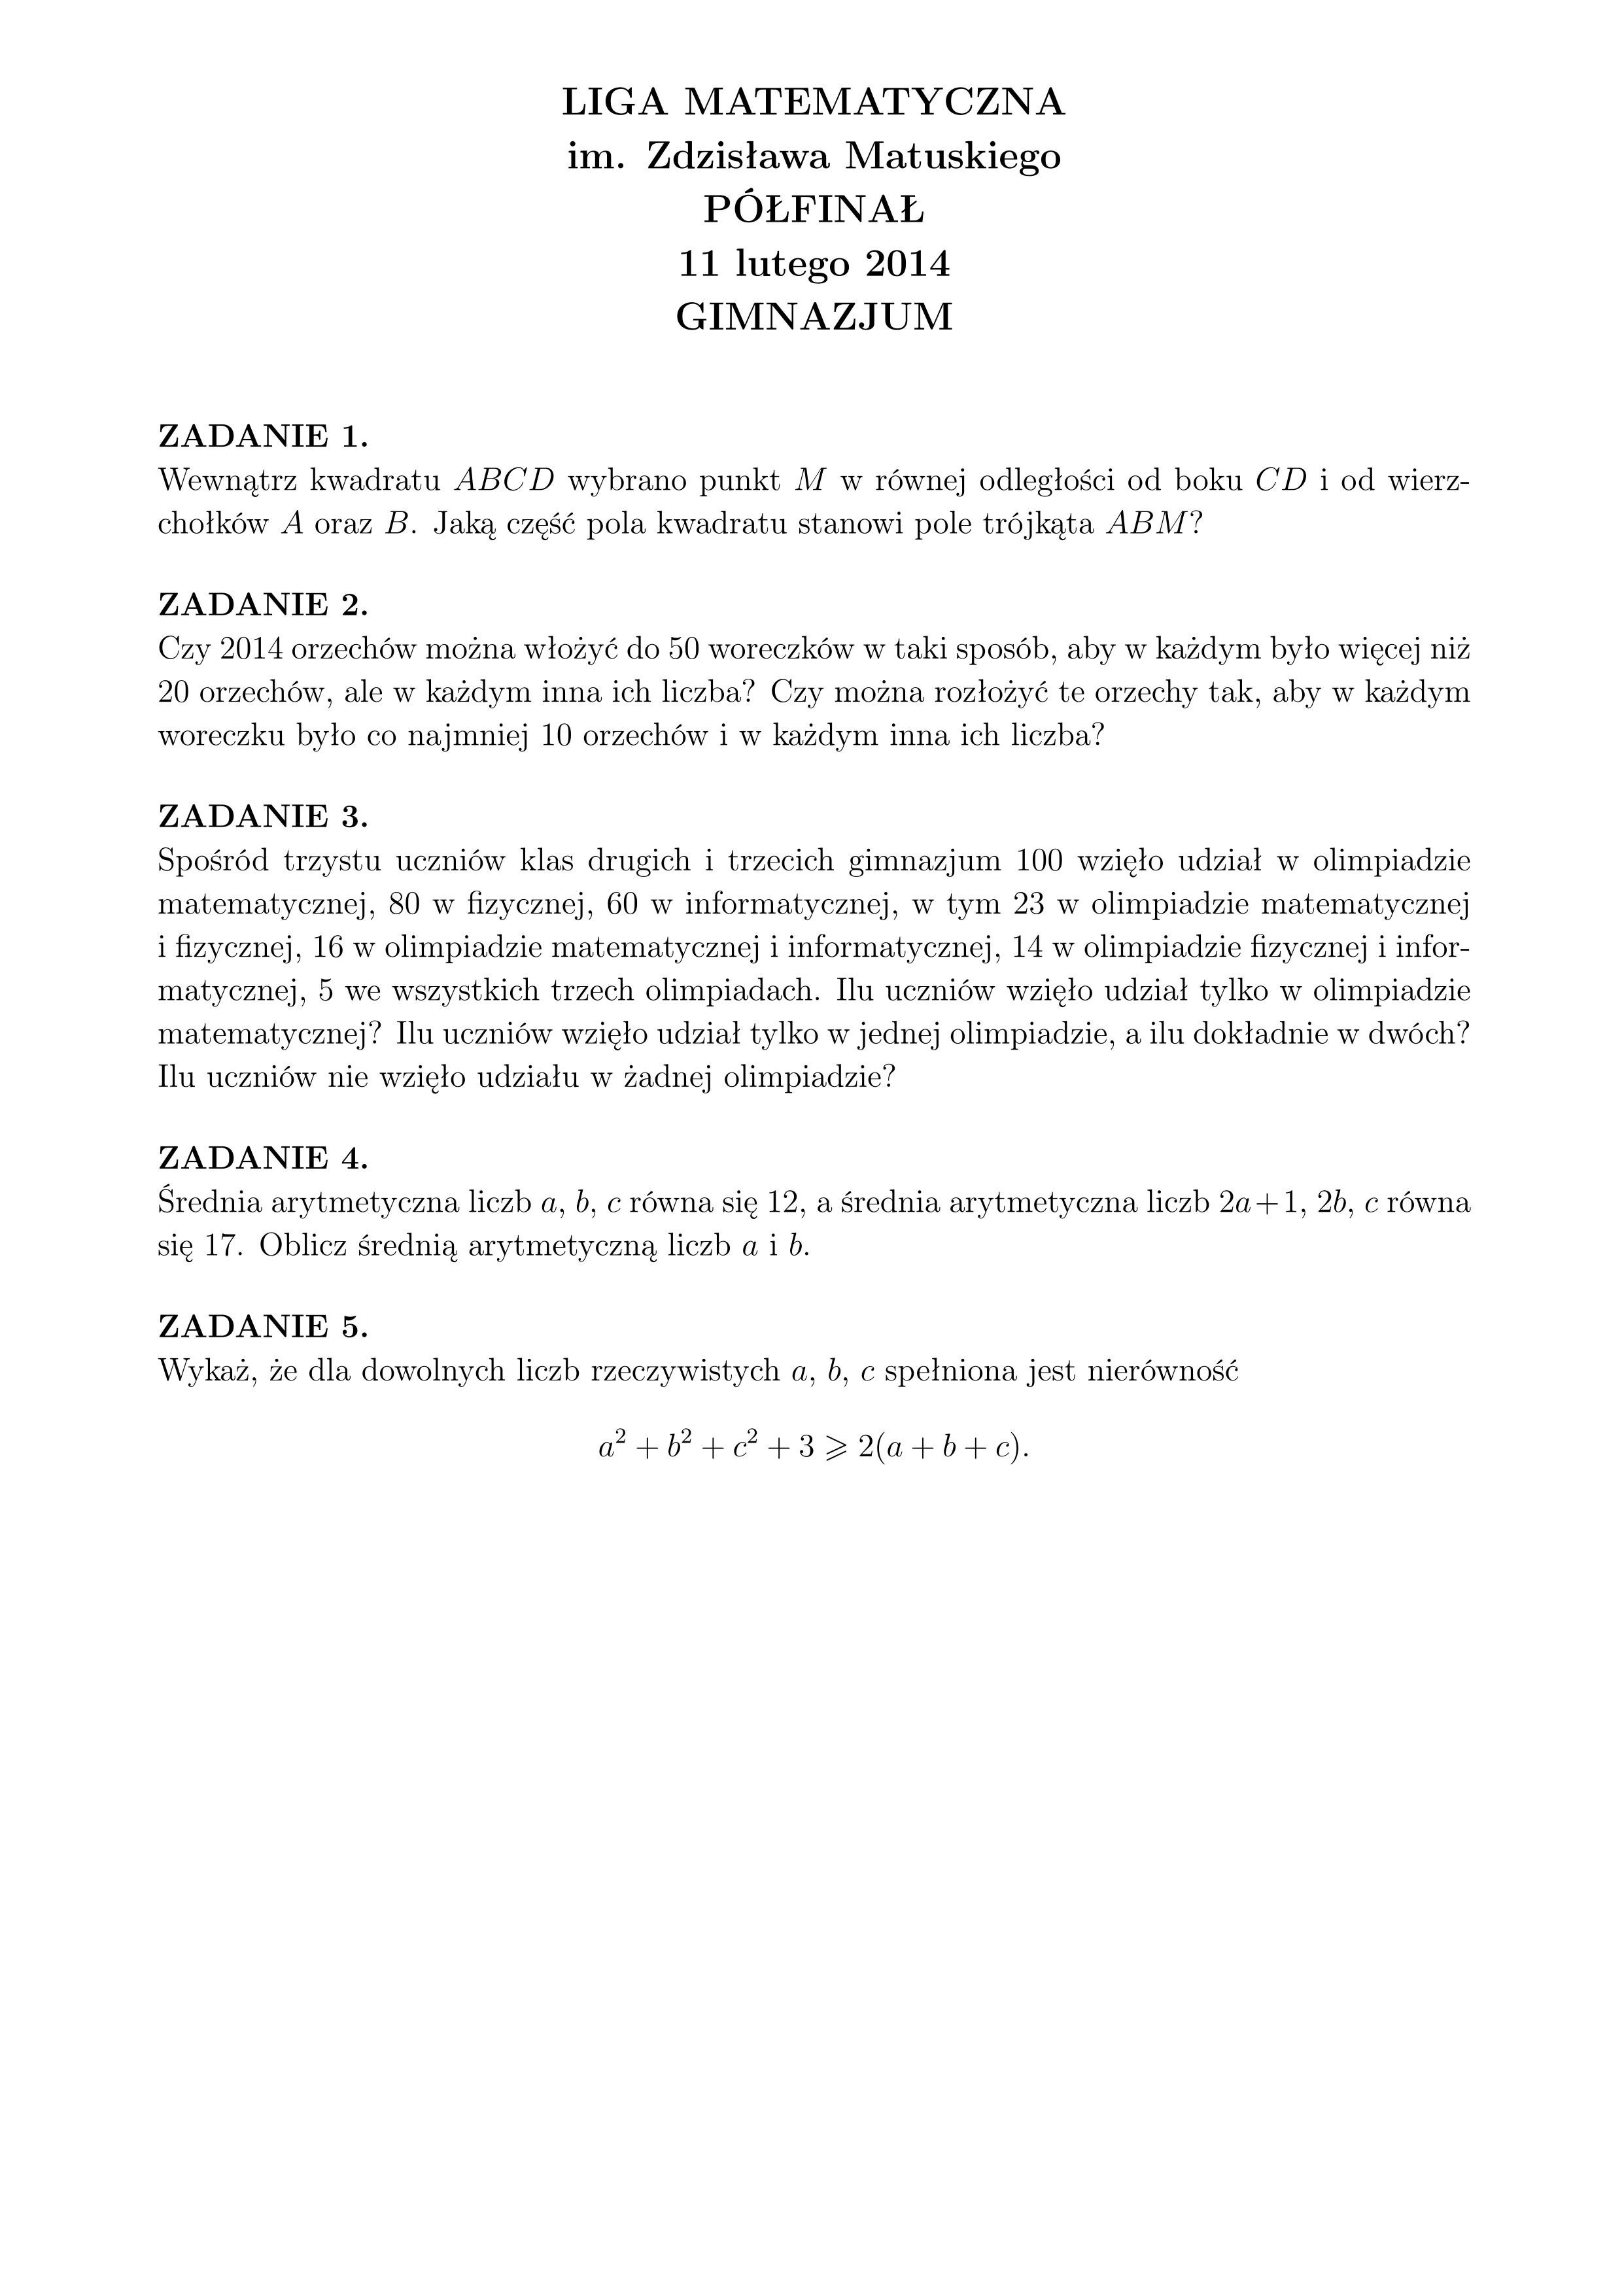 LIGA MATEMATYCZNA
im. Zdzisława Matuskiego
PÓŁFINAŁ
11 lutego 2014
GIMNAZJUM
ZADANIE 1.
Wewnątrz kwadratu ABCD wybrano punkt M w równej odległości od boku CD i od wierz-
chołków A oraz B. Jaką część pola kwadratu stanowi pole trójkąta ABM?
ZADANIE 2.
Czy 2014 orzechów można włożyć do 50 woreczków w taki sposób, aby w każdym było więcej niż
20 orzechów, ale w każdym inna ich liczba? Czy można rozłożyć te orzechy tak, aby w każdym
woreczku było co najmniej 10 orzechów i w każdym inna ich liczba?
ZADANIE 3.
Spośród trzystu uczniów klas drugich i trzecich gimnazjum 100 wzięło udział w olimpiadzie
matematycznej, 80 w fizycznej, 60 w informatycznej, w tym 23 w olimpiadzie matematycznej
i fizycznej, 16 w olimpiadzie matematycznej i informatycznej, 14 w olimpiadzie fizycznej i infor-
matycznej, 5 we wszystkich trzech olimpiadach. Ilu uczniów wzięło udział tylko w olimpiadzie
matematycznej? Ilu uczniów wzięło udział tylko w jednej olimpiadzie, a ilu dokładnie w dwóch?
Ilu uczniów nie wzięło udziału w żadnej olimpiadzie?
ZADANIE 4.
Średnia arytmetyczna liczb a, b, c równa się 12, a średnia arytmetyczna liczb 2a+1, 2b, c równa
się 17. Oblicz średnią arytmetyczną liczb a i b.
ZADANIE 5.
Wykaż, że dla dowolnych liczb rzeczywistych a, b, c spełniona jest nierówność
a² + b² + c² + 3 ⩾ 2(a + b + c).